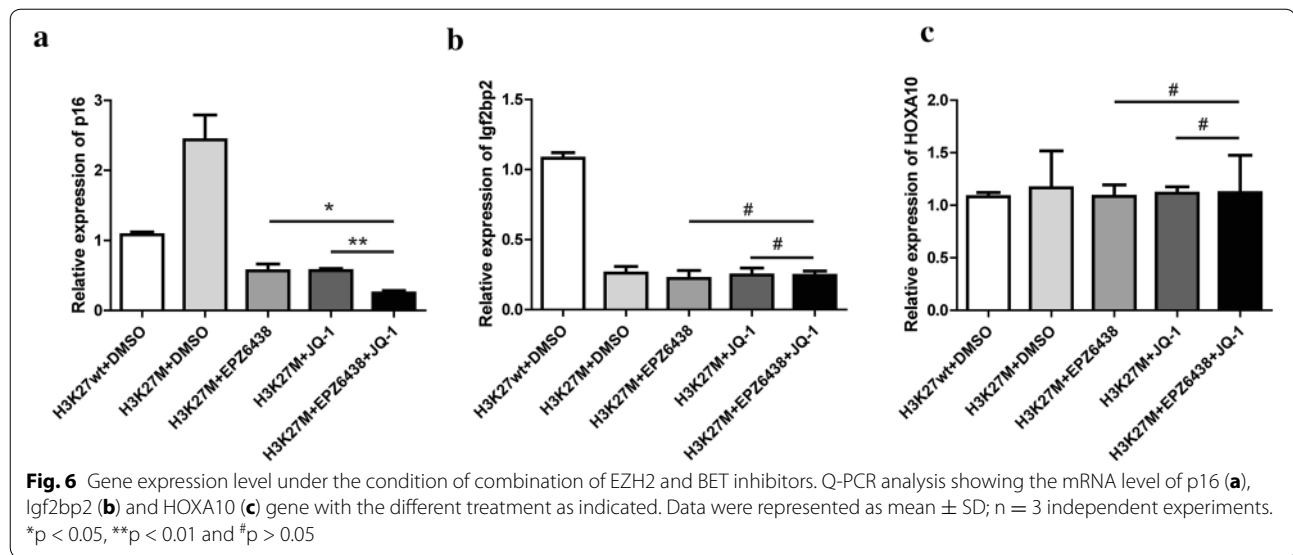 a
Relative expression of p16
3
2
1
0
*
**
H3K27wt+DMSO
H3K27M+DMSO
H3K27M+EPZ6438
H3K27M+JQ-1
H3K27M+EPZ6438+JQ-1
b
Relative expression of Igf2bp2
1.5
1.0
0.5
0.0
#
#
H3K27wt+DMSO
H3K27M+DMSO
H3K27M+EPZ6438
H3K27M+JQ-1
H3K27M+EPZ6438+JQ-1
c
Relative expression of HOXA10
2.0
1.5
1.0
0.5
0.0
#
#
H3K27wt+DMSO
H3K27M+DMSO
H3K27M+EPZ6438
H3K27M+JQ-1
H3K27M+EPZ6438+JQ-1
Fig. 6 Gene expression level under the condition of combination of EZH2 and BET inhibitors. Q-PCR analysis showing the mRNA level of p16 (a),
Igf2bp2 (b) and HOXA10 (c) gene with the different treatment as indicated. Data were represented as mean ± SD; n = 3 independent experiments.
*p < 0.05, **p < 0.01 and #p > 0.05